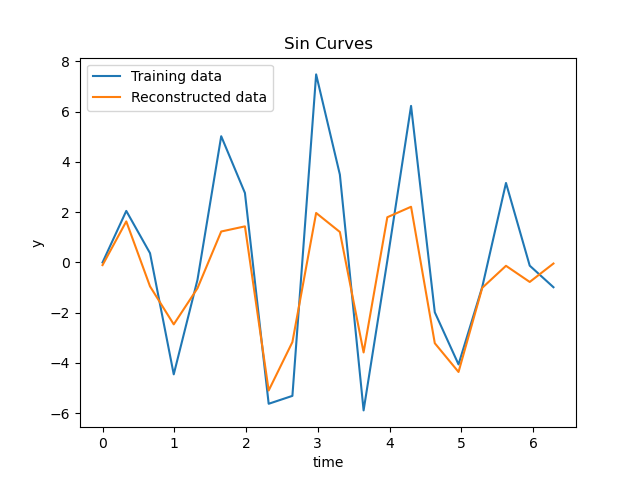 Sin Curves
Training data
Reconstructed data
8
6
4
2
0
−2
−4
−6
y
0 1 2 3 4 5 6
time